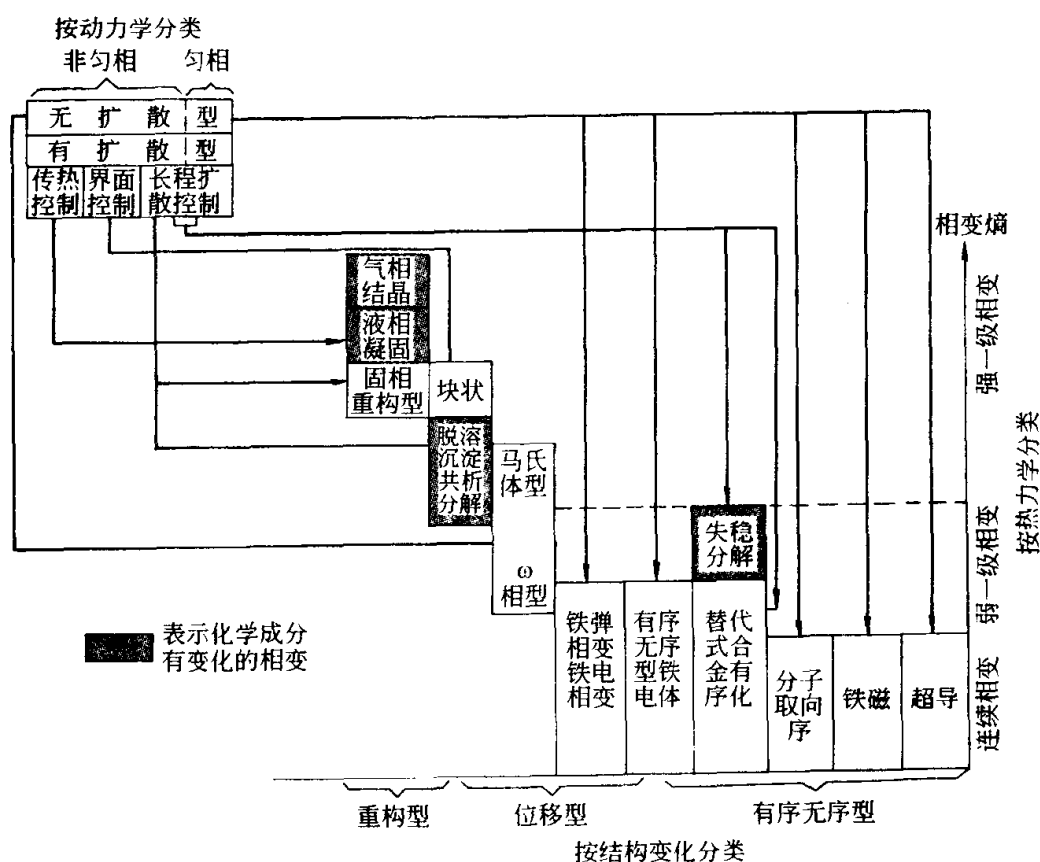 按动力学分类
非匀相 匀相
无扩散型
有扩散型
传热 界面 长程扩
控制 控制 散控制
相变熵
气相
结晶
液相
凝固
固相
重构型
块状
脱溶
沉淀
共析
分解
马氏
体型
ω
相型
失稳
分解
铁弹
相变
铁电
相变
有序
无序
型铁
电体
替代
式合
金有
序化
分子
取向
序
铁磁
超导
强一级相变
弱一级相变
连续相变
按热力学分类
表示化学成分
有变化的相变
重构型 位移型 有序无序型
按结构变化分类